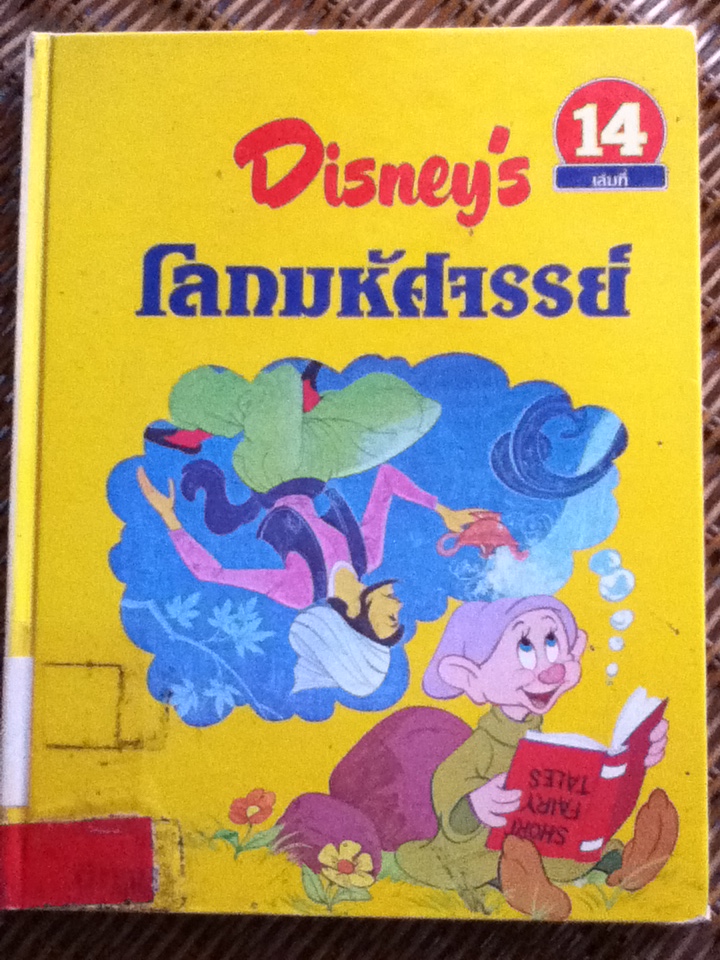 Disney's
14
เล่มที่
โลกมหัศจรรย์
SHORT
FAIRY
TALES